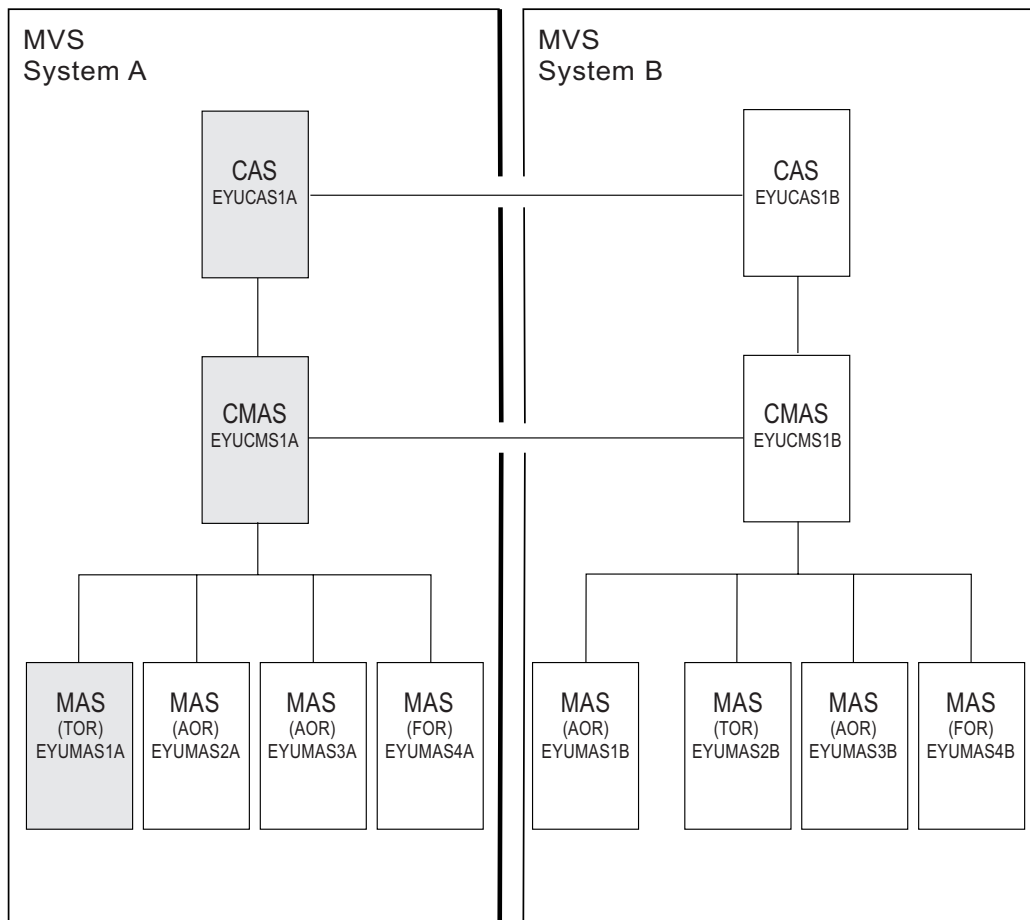 MVS
System A
MVS
System B
CAS
EYUCAS1A
CAS
EYUCAS1B
CMAS
EYUCMS1A
CMAS
EYUCMS1B
MAS
(TOR)
EYUMAS1A
MAS
(AOR)
EYUMAS2A
MAS
(AOR)
EYUMAS3A
MAS
(FOR)
EYUMAS4A
MAS
(AOR)
EYUMAS1B
MAS
(TOR)
EYUMAS2B
MAS
(AOR)
EYUMAS3B
MAS
(FOR)
EYUMAS4B